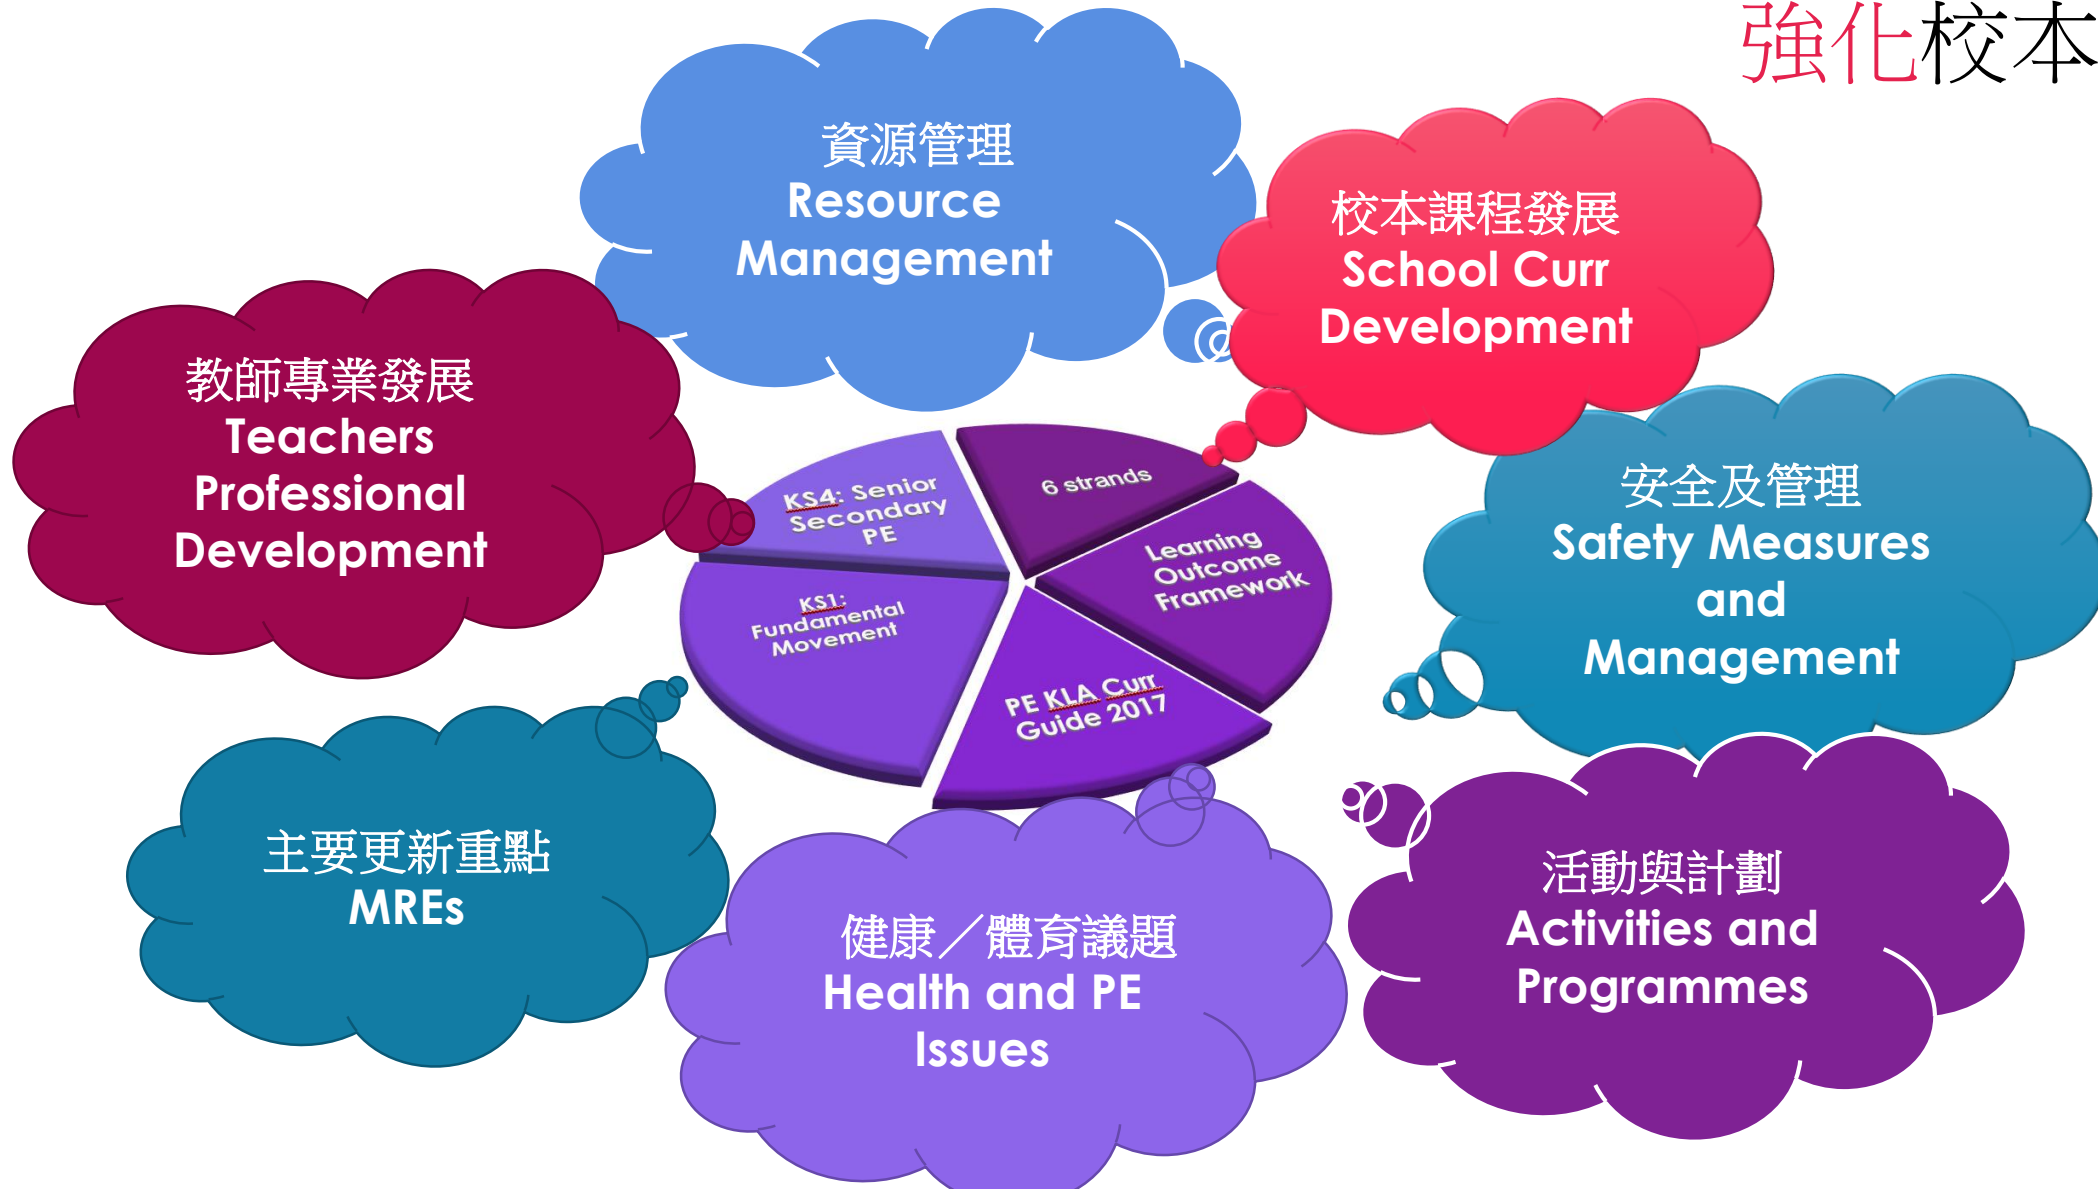 強化校本
資源管理
Resource
Management
校本課程發展
School Curr
Development
教師專業發展
Teachers
Professional
Development
安全及管理
Safety Measures
and
Management
KS4: Senior
Secondary
PE
6 strands
Learning
Outcome
Framework
KS1:
Fundamental
Movement
PE KLA Curr
Guide 2017
主要更新重點
MREs
健康／體育議題
Health and PE
Issues
活動與計劃
Activities and
Programmes